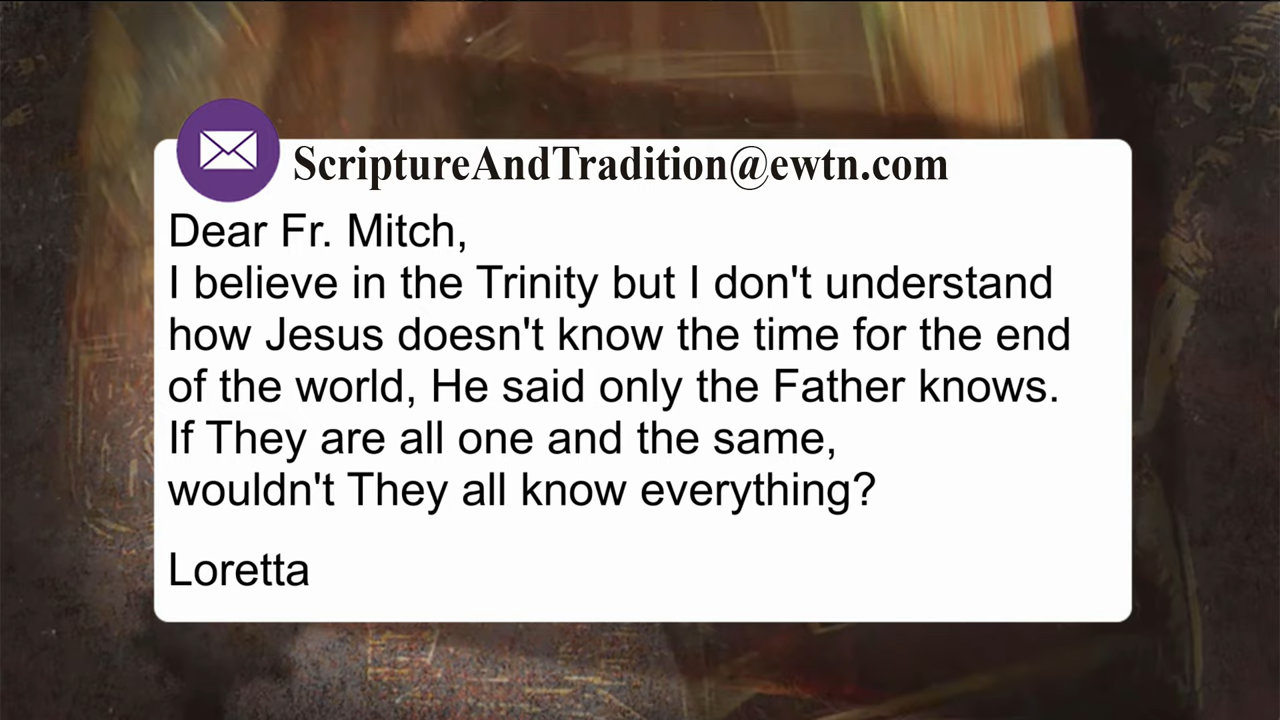 ScriptureAndTradition@ewtn.com
Dear Fr. Mitch,
I believe in the Trinity but I don't understand
how Jesus doesn't know the time for the end
of the world, He said only the Father knows.
If They are all one and the same,
wouldn't They all know everything?
Loretta